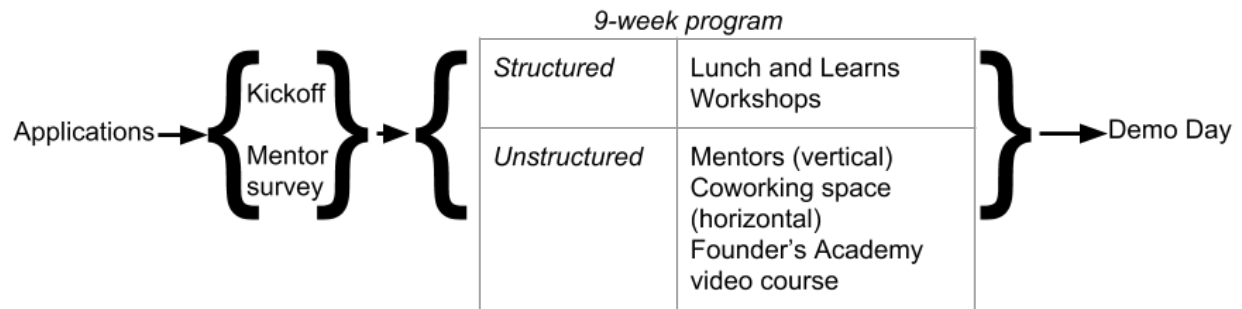 9-week program
Applications
Kickoff
Mentor
survey
Structured
Lunch and Learns
Workshops
Unstructured
Mentors (vertical)
Coworking space
(horizontal)
Founder’s Academy
video course
Demo Day